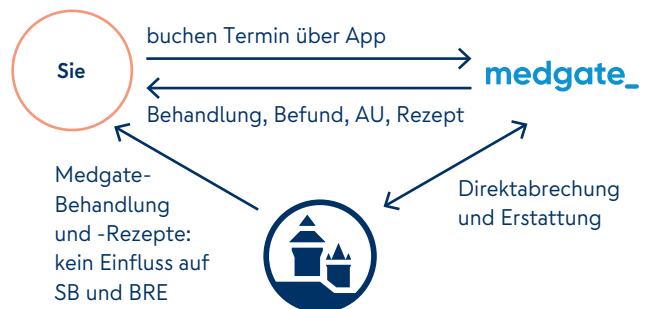 buchen Termin über App
Sie
medgate_
Behandlung, Befund, AU, Rezept
Medgate-
Behandlung
und -Rezepte:
kein Einfluss auf
SB und BRE
Direktabrechung
und Erstattung